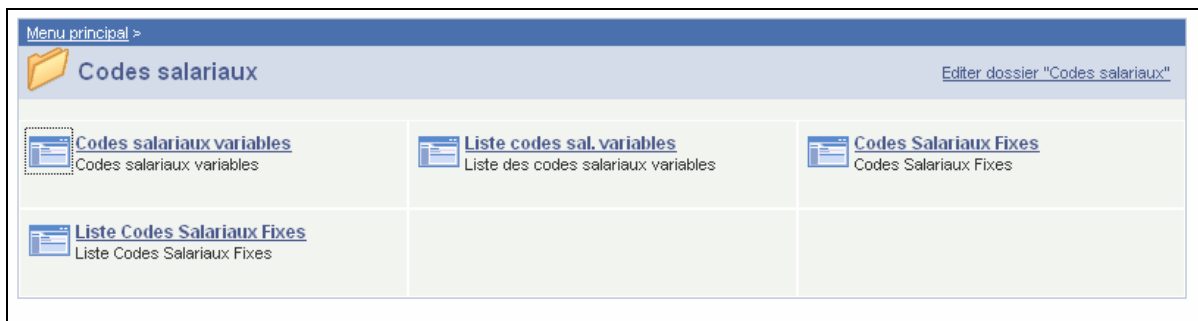 Menu principal >
Codes salariaux
Editer dossier "Codes salariaux"
Codes salariaux variables
Codes salariaux variables
Liste codes sal. variables
Liste des codes salariaux variables
Codes Salariaux Fixes
Codes Salariaux Fixes
Liste Codes Salariaux Fixes
Liste Codes Salariaux Fixes